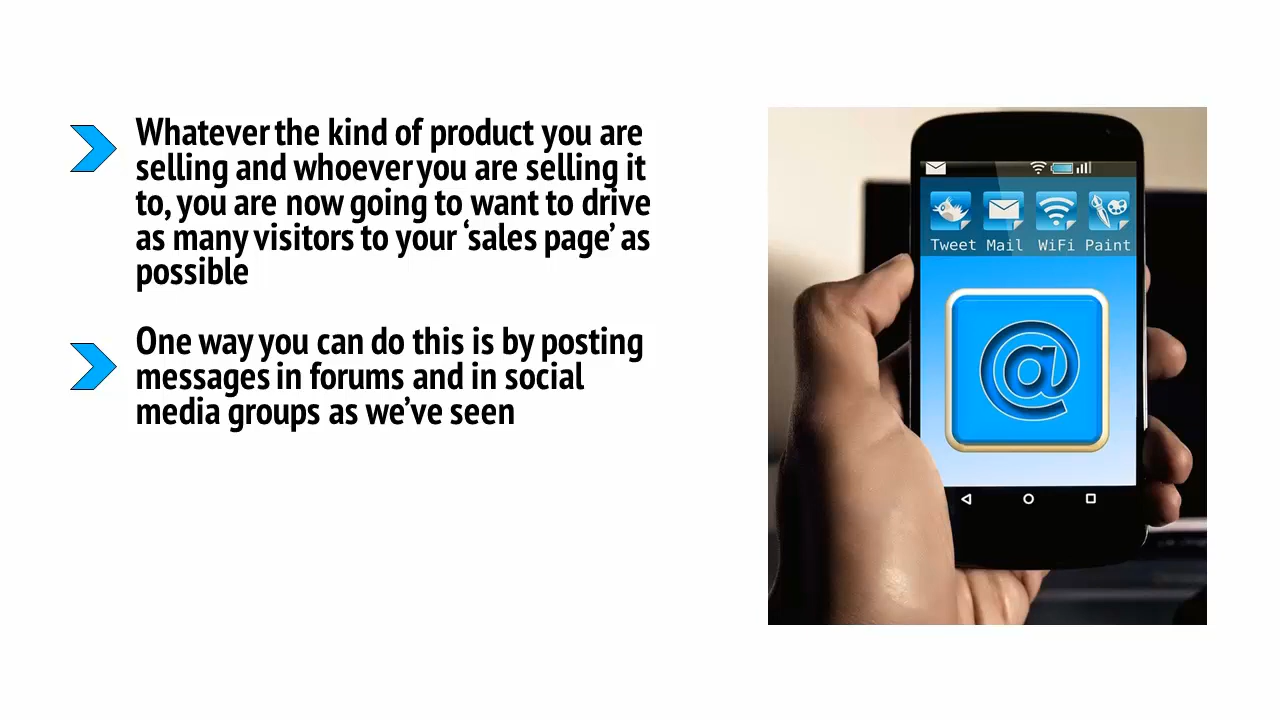 Whatever the kind of product you are
selling and whoever you are selling it
to, you are now going to want to drive
as many visitors to your ‘sales page’ as
possible
One way you can do this is by posting
messages in forums and in social
media groups as we’ve seen
Tweet Mail WiFi Paint
@